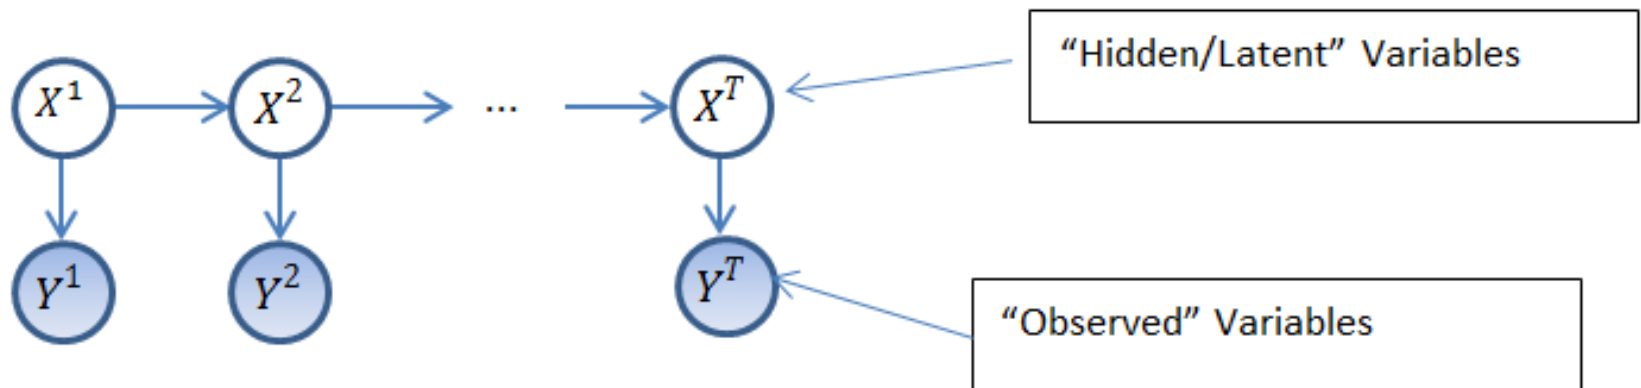 “Hidden/Latent” Variables
X¹ X² ... Xᵀ
Y¹ Y² Yᵀ
“Observed” Variables